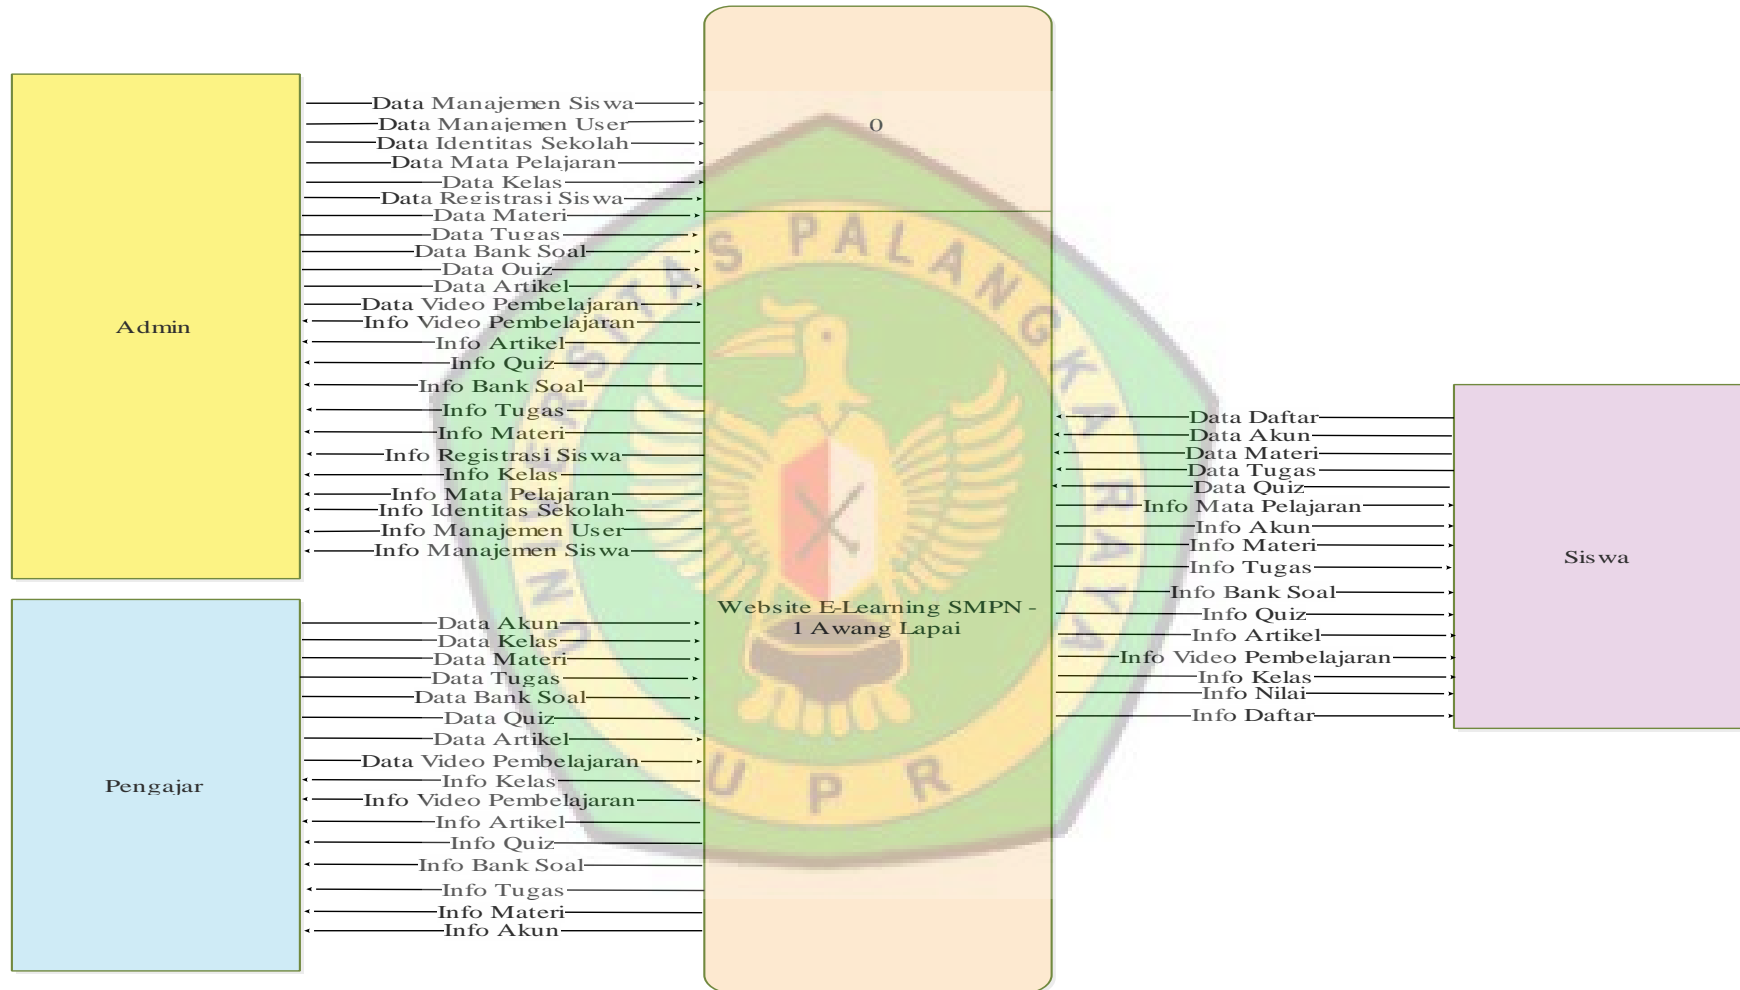 0
Website E-Learning SMPN -
1 Awang Lapai
Admin
Data Manajemen Siswa
Data Manajemen User
Data Identitas Sekolah
Data Mata Pelajaran
Data Kelas
Data Registrasi Siswa
Data Materi
Data Tugas
Data Bank Soal
Data Quiz
Data Artikel
Data Video Pembelajaran
Info Video Pembelajaran
Info Artikel
Info Quiz
Info Bank Soal
Info Tugas
Info Materi
Info Registrasi Siswa
Info Kelas
Info Mata Pelajaran
Info Identitas Sekolah
Info Manajemen User
Info Manajemen Siswa
Pengajar
Data Akun
Data Kelas
Data Materi
Data Tugas
Data Bank Soal
Data Quiz
Data Artikel
Data Video Pembelajaran
Info Kelas
Info Video Pembelajaran
Info Artikel
Info Quiz
Info Bank Soal
Info Tugas
Info Materi
Info Akun
Data Daftar
Data Akun
Data Materi
Data Tugas
Data Quiz
Info Mata Pelajaran
Info Akun
Info Materi
Info Tugas
Info Bank Soal
Info Quiz
Info Artikel
Info Video Pembelajaran
Info Kelas
Info Nilai
Info Daftar
Siswa
UNIVERSITAS PALANGKA RAYA
UPR